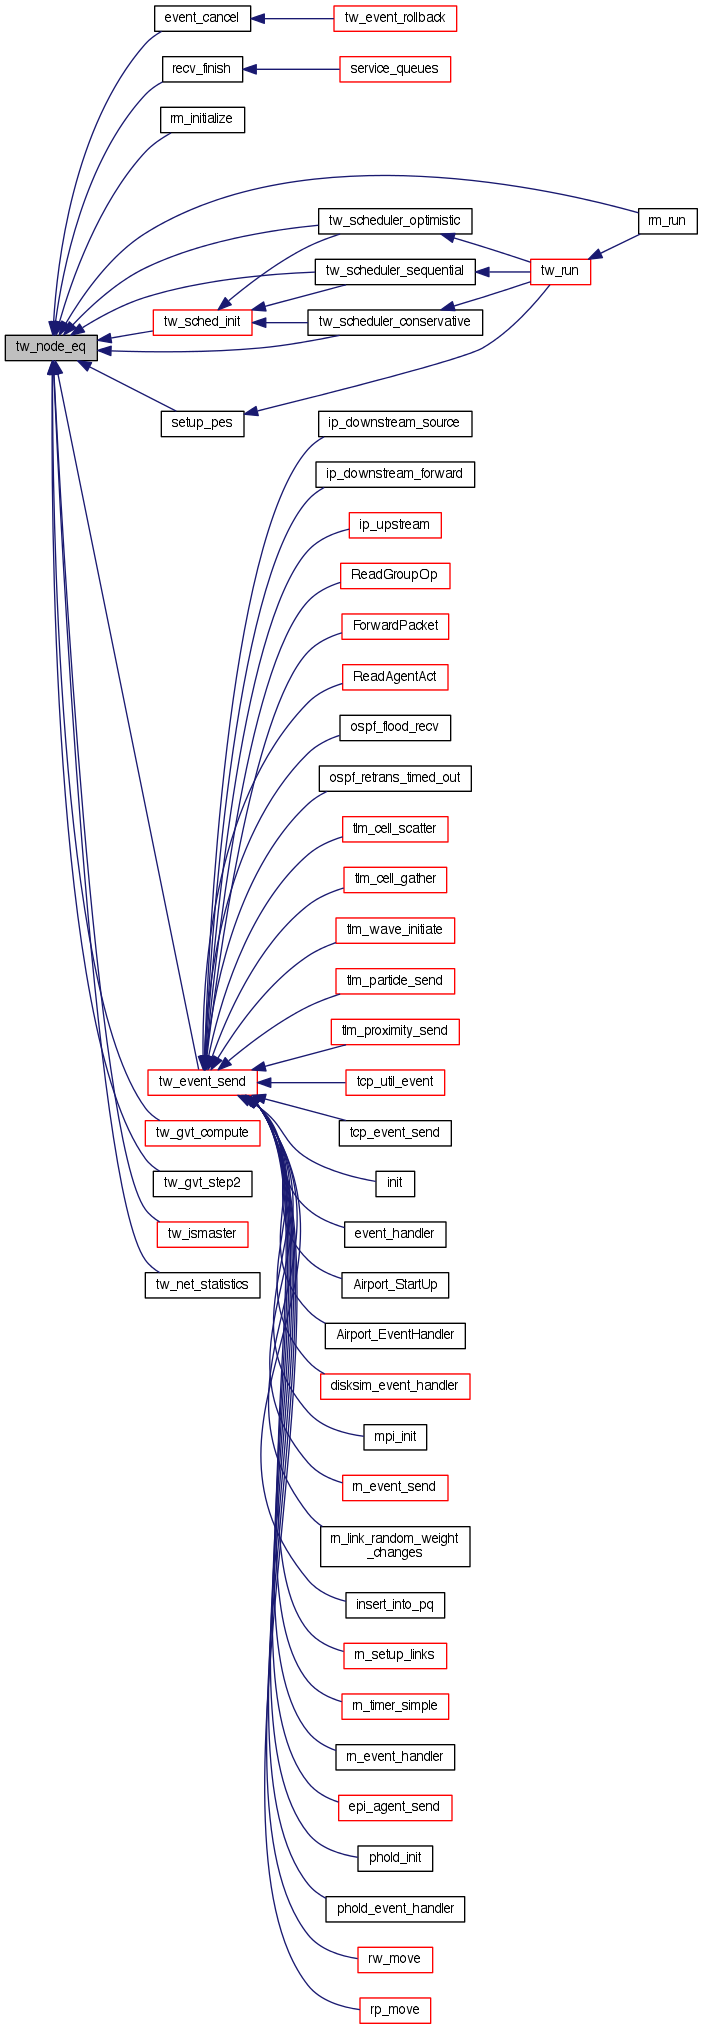 event_cancel
tw_event_rollback
recv_finish
service_queues
rm_initialize
tw_scheduler_optimistic
rm_run
tw_scheduler_sequential
tw_run
tw_sched_init
tw_scheduler_conservative
tw_node_eq
setup_pes
ip_downstream_source
ip_downstream_forward
ip_upstream
ReadGroupOp
ForwardPacket
ReadAgentAct
ospf_flood_recv
ospf_retrans_timed_out
tlm_cell_scatter
tlm_cell_gather
tlm_wave_initiate
tlm_particle_send
tlm_proximity_send
tw_event_send
tcp_util_event
tw_gvt_compute
tcp_event_send
tw_gvt_step2
init
tw_ismaster
event_handler
tw_net_statistics
Airport_StartUp
Airport_EventHandler
disksim_event_handler
mpi_init
rn_event_send
rn_link_random_weight
_changes
insert_into_pq
rn_setup_links
rn_timer_simple
rn_event_handler
epi_agent_send
phold_init
phold_event_handler
rw_move
rp_move